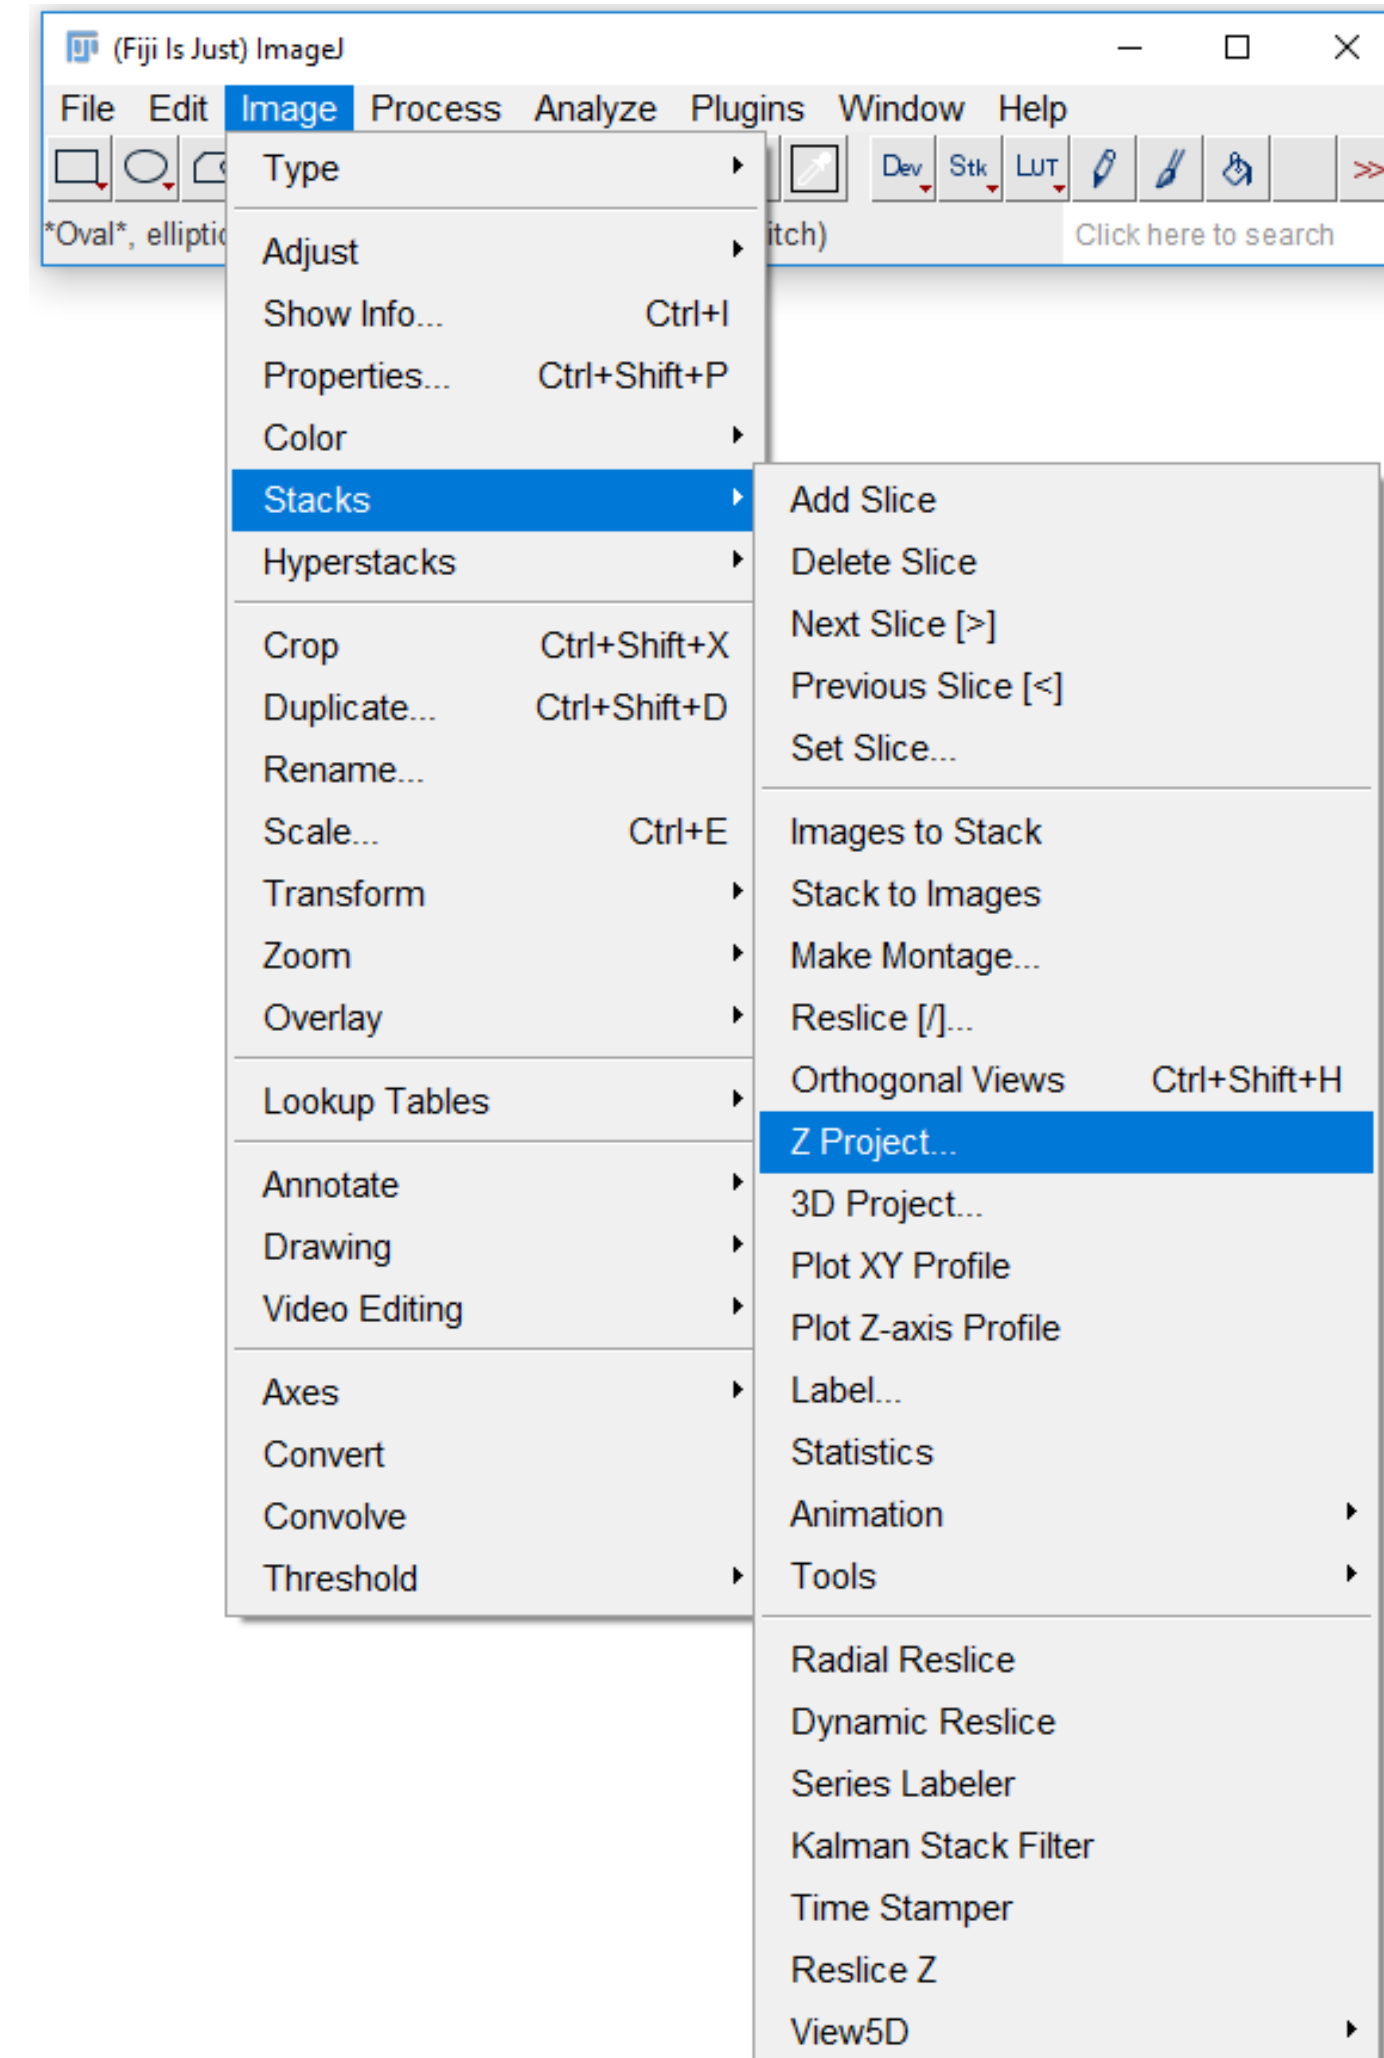 (Fiji Is Just) ImageJ
File Edit Image Process Analyze Plugins Window Help
Dev Stk LUT >>
*Oval*, elliptic
itch)
Click here to search
Type
Adjust
Show Info... Ctrl+I
Properties... Ctrl+Shift+P
Color
Stacks
Hyperstacks
Crop Ctrl+Shift+X
Duplicate... Ctrl+Shift+D
Rename...
Scale... Ctrl+E
Transform
Zoom
Overlay
Lookup Tables
Annotate
Drawing
Video Editing
Axes
Convert
Convolve
Threshold
Add Slice
Delete Slice
Next Slice [>]
Previous Slice [<]
Set Slice...
Images to Stack
Stack to Images
Make Montage...
Reslice [/]...
Orthogonal Views Ctrl+Shift+H
Z Project...
3D Project...
Plot XY Profile
Plot Z-axis Profile
Label...
Statistics
Animation
Tools
Radial Reslice
Dynamic Reslice
Series Labeler
Kalman Stack Filter
Time Stamper
Reslice Z
View5D